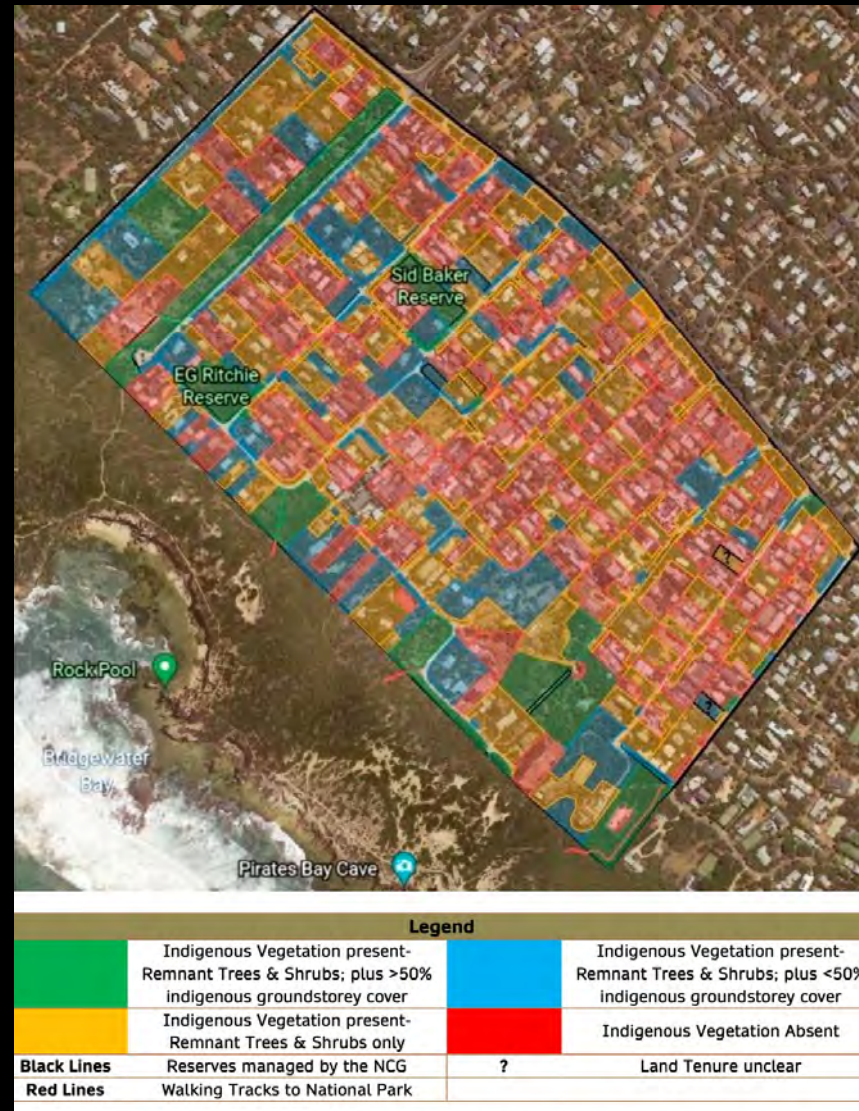 Sid Baker
Reserve
EG Ritchie
Reserve
?
?
Rock Pool
Bridgewater
Bay
Pirates Bay Cave
Legend
Indigenous Vegetation present-
Remnant Trees & Shrubs; plus >50%
indigenous groundstorey cover
Indigenous Vegetation present-
Remnant Trees & Shrubs; plus <50%
indigenous groundstorey cover
Indigenous Vegetation present-
Remnant Trees & Shrubs only
Indigenous Vegetation Absent
Black Lines Reserves managed by the NCG ? Land Tenure unclear
Red Lines Walking Tracks to National Park